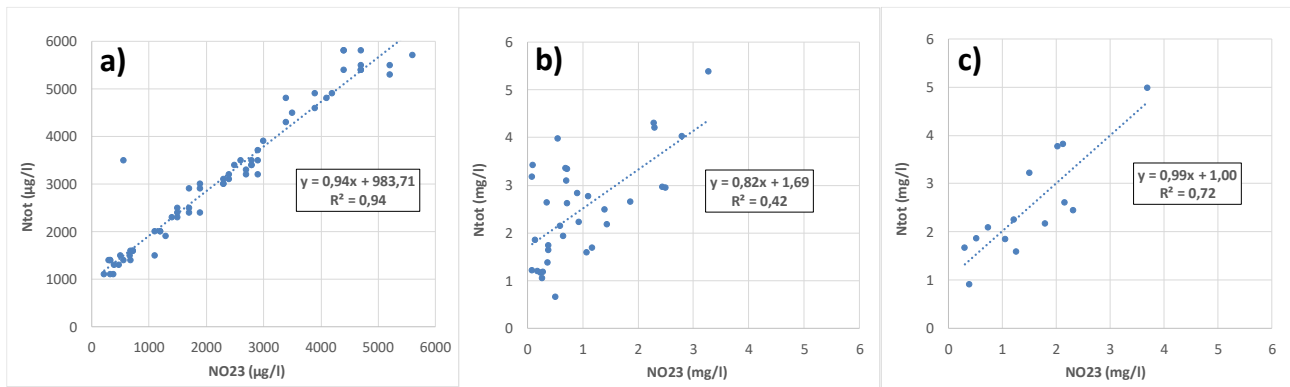 a)
6000
5000
4000
3000
2000
1000
0
Ntot (µg/l)
y = 0,94x + 983,71
R² = 0,94
0 1000 2000 3000 4000 5000 6000
NO23 (µg/l)
b)
6
5
4
3
2
1
0
Ntot (mg/l)
y = 0,82x + 1,69
R² = 0,42
0 1 2 3 4 5 6
NO23 (mg/l)
c)
6
5
4
3
2
1
0
Ntot (mg/l)
y = 0,99x + 1,00
R² = 0,72
0 1 2 3 4 5 6
NO23 (mg/l)